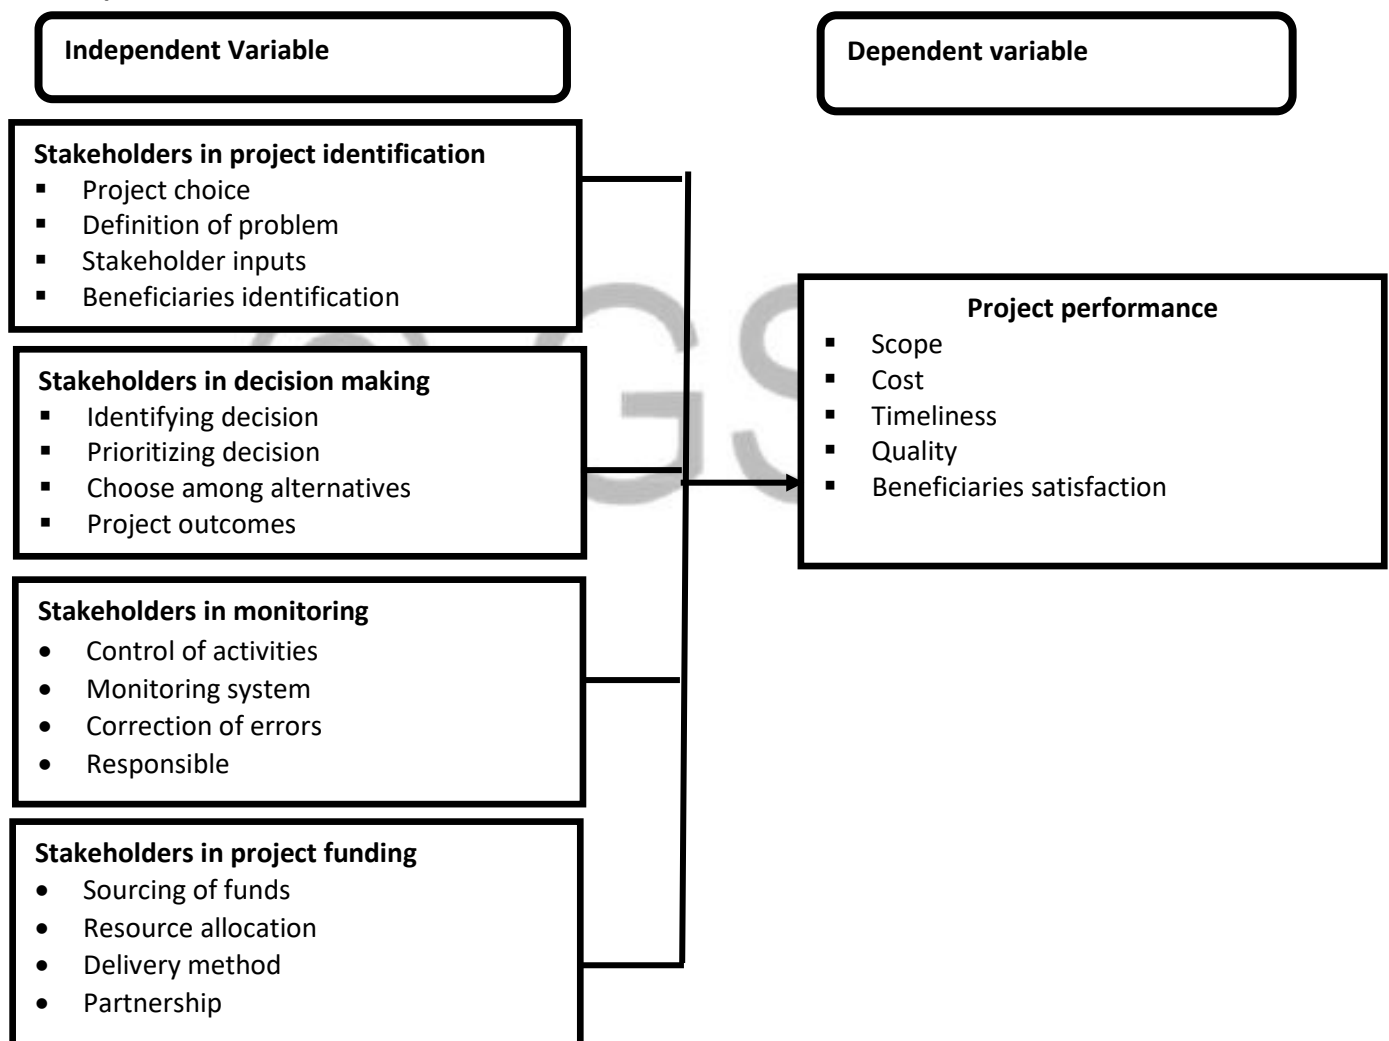 Independent Variable
Dependent variable
Stakeholders in project identification
▪ Project choice
▪ Definition of problem
▪ Stakeholder inputs
▪ Beneficiaries identification
Stakeholders in decision making
▪ Identifying decision
▪ Prioritizing decision
▪ Choose among alternatives
▪ Project outcomes
Stakeholders in monitoring
• Control of activities
• Monitoring system
• Correction of errors
• Responsible
Stakeholders in project funding
• Sourcing of funds
• Resource allocation
• Delivery method
• Partnership
Project performance
▪ Scope
▪ Cost
▪ Timeliness
▪ Quality
▪ Beneficiaries satisfaction
GS